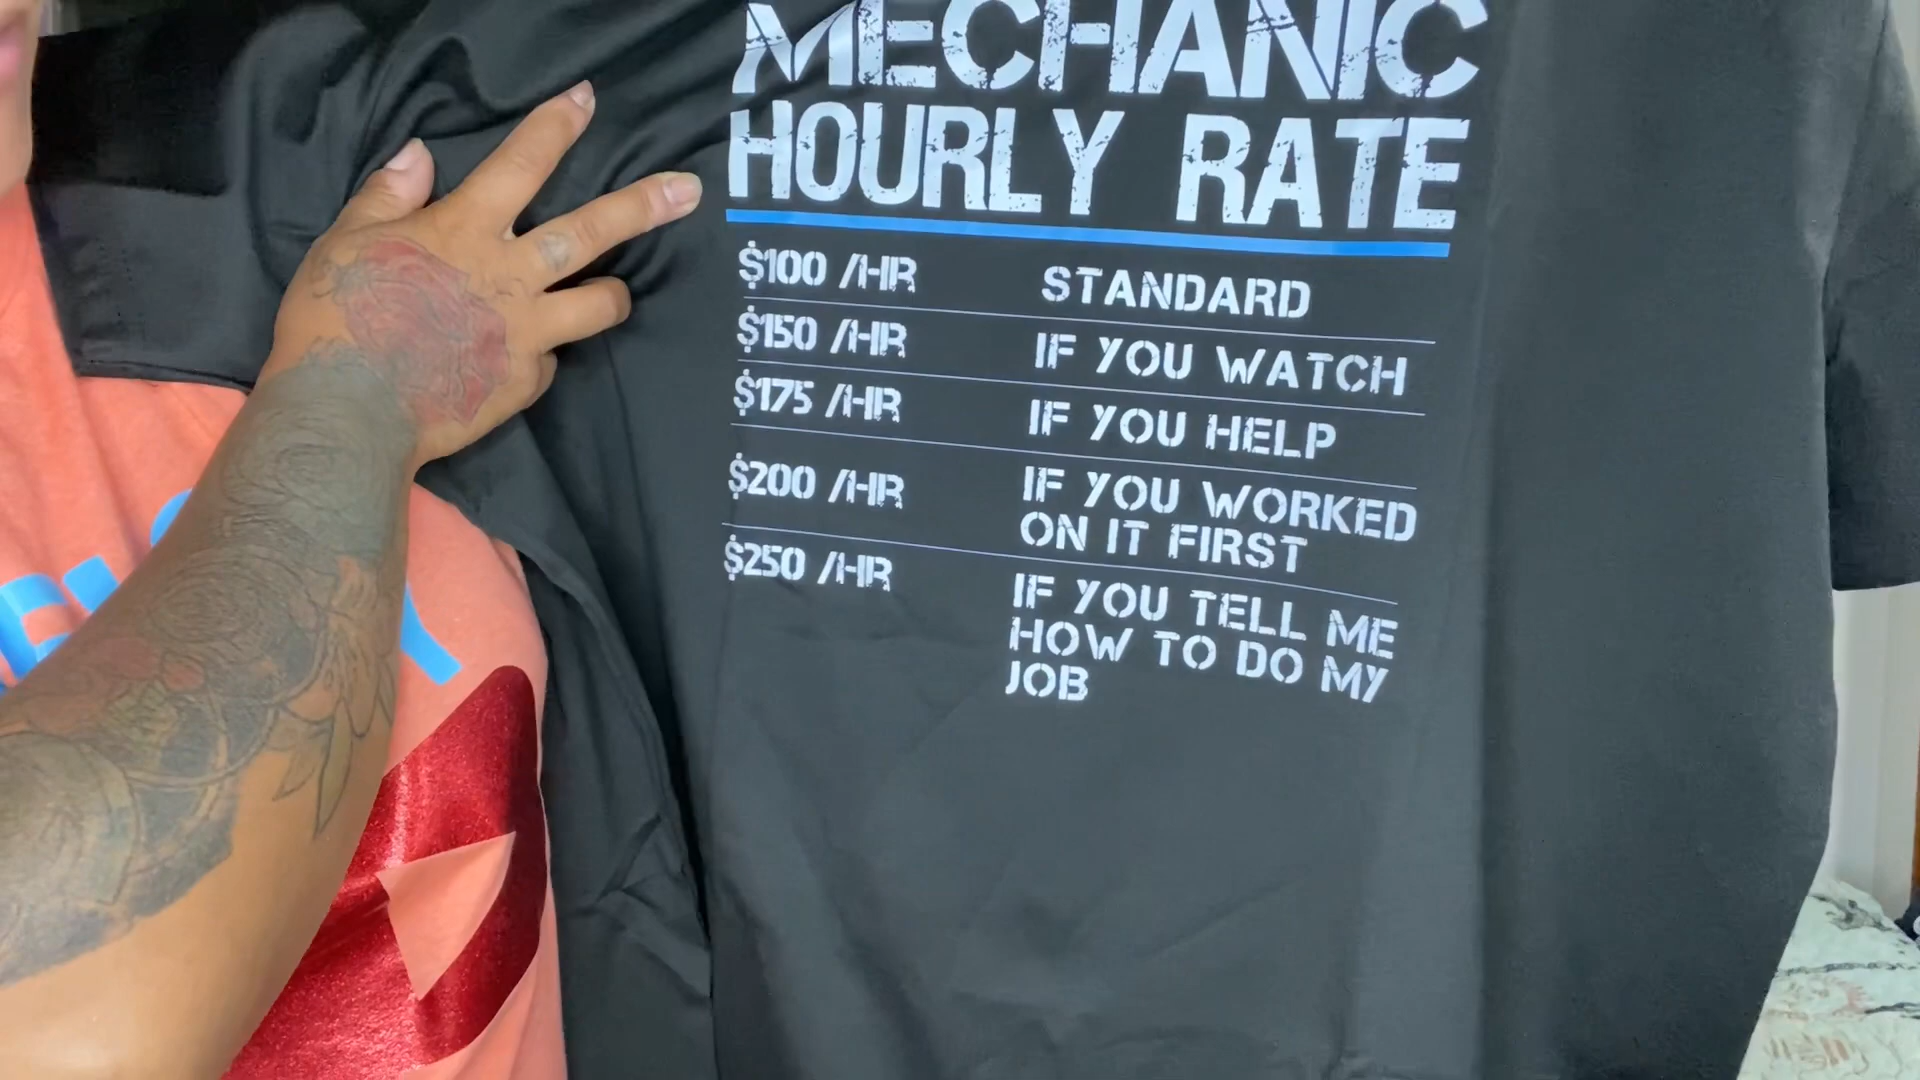 MECHANIC
HOURLY RATE
$100 /HR STANDARD
$150 /HR IF YOU WATCH
$175 /HR IF YOU HELP
$200 /HR IF YOU WORKED
ON IT FIRST
$250 /HR IF YOU TELL ME
HOW TO DO MY
JOB